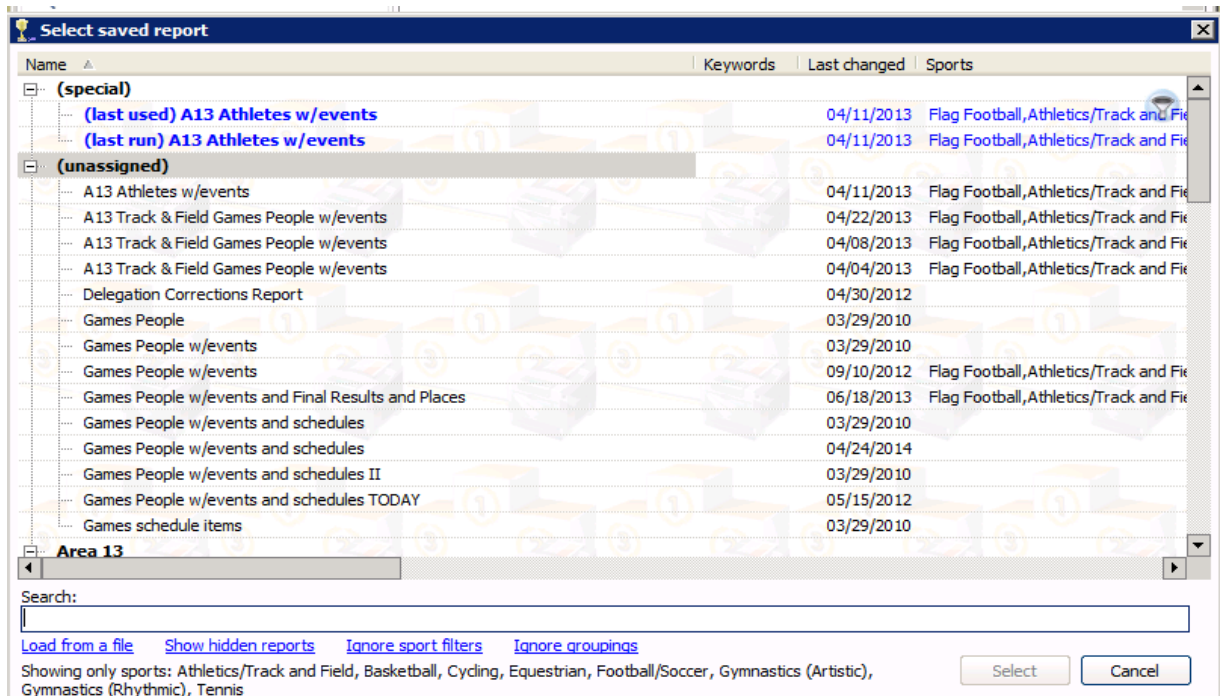 Select saved report
Name Keywords Last changed Sports
(special)
(last used) A13 Athletes w/events 04/11/2013 Flag Football,Athletics/Track and Fie
(last run) A13 Athletes w/events 04/11/2013 Flag Football,Athletics/Track and Fie
(unassigned)
A13 Athletes w/events 04/11/2013 Flag Football,Athletics/Track and Fie
A13 Track & Field Games People w/events 04/22/2013 Flag Football,Athletics/Track and Fie
A13 Track & Field Games People w/events 04/08/2013 Flag Football,Athletics/Track and Fie
A13 Track & Field Games People w/events 04/04/2013 Flag Football,Athletics/Track and Fie
Delegation Corrections Report 04/30/2012
Games People 03/29/2010
Games People w/events 03/29/2010
Games People w/events 09/10/2012 Flag Football,Athletics/Track and Fie
Games People w/events and Final Results and Places 06/18/2013 Flag Football,Athletics/Track and Fie
Games People w/events and schedules 03/29/2010
Games People w/events and schedules 04/24/2014
Games People w/events and schedules II 03/29/2010
Games People w/events and schedules TODAY 05/15/2012
Games schedule items 03/29/2010
Area 13
Search:
Load from a file Show hidden reports Ignore sport filters Ignore groupings
Showing only sports: Athletics/Track and Field, Basketball, Cycling, Equestrian, Football/Soccer, Gymnastics (Artistic),
Gymnastics (Rhythmic), Tennis
Select Cancel